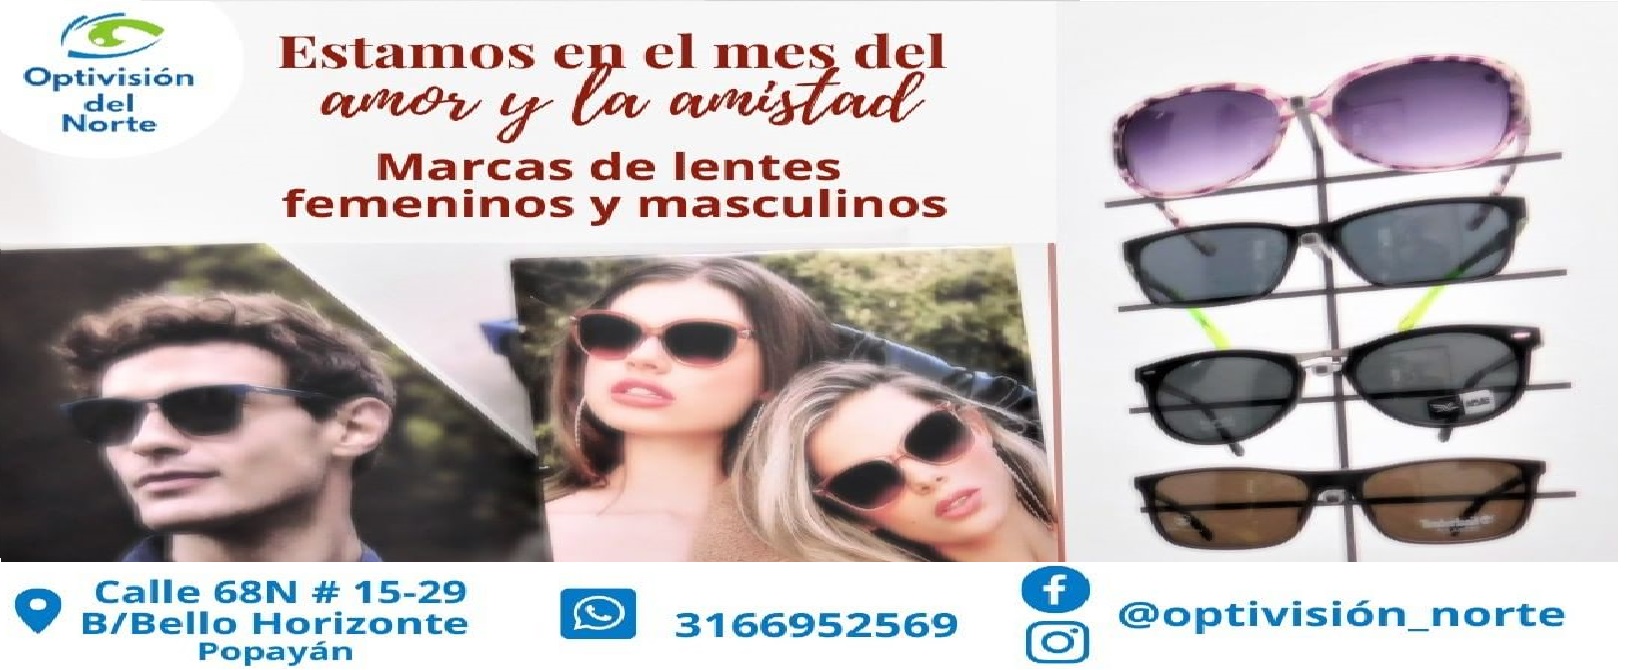 Optivisión
del
Norte
Estamos en el mes del
amor y la amistad
Marcas de lentes
femeninos y masculinos
Calle 68N # 15-29
B/Bello Horizonte
Popayán
3166952569
@optivisión_norte